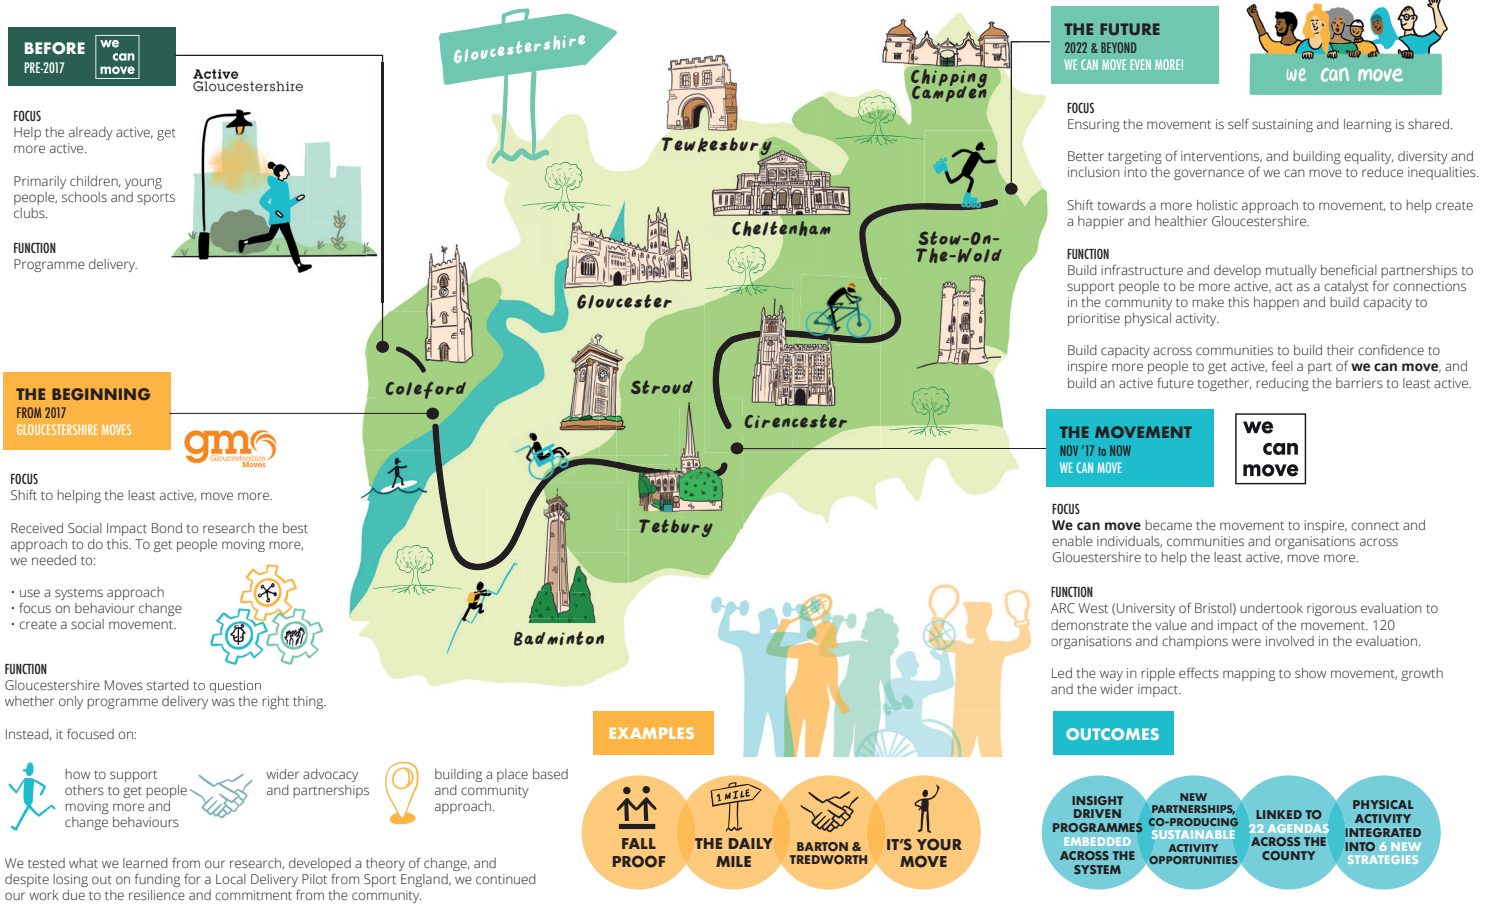 BEFORE
PRE-2017
we
can
move
Active
Gloucestershire
FOCUS
Help the already active, get
more active.
Primarily children, young
people, schools and sports
clubs.
FUNCTION
Programme delivery.
THE BEGINNING
FROM 2017
GLOUCESTERSHIRE MOVES
gm
Gloucestershire
Moves
FOCUS
Shift to helping the least active, move more.
Received Social Impact Bond to research the best
approach to do this. To get people moving more,
we needed to:
• use a systems approach
• focus on behaviour change
• create a social movement.
FUNCTION
Gloucestershire Moves started to question
whether only programme delivery was the right thing.
Instead, it focused on:
how to support
others to get people
moving more and
change behaviours
wider advocacy
and partnerships
building a place based
and community
approach.
We tested what we learned from our research, developed a theory of change, and
despite losing out on funding for a Local Delivery Pilot from Sport England, we continued
our work due to the resilience and commitment from the community.
Gloucestershire
Tewkesbury
Chipping
Campden
Cheltenham
Stow-On-
The-Wold
Gloucester
Coleford
Stroud
Cirencester
Tetbury
Badminton
EXAMPLES
FALL
PROOF
1 MILE
THE DAILY
MILE
BARTON &
TREDWORTH
IT'S YOUR
MOVE
THE FUTURE
2022 & BEYOND
WE CAN MOVE EVEN MORE!
we can move
FOCUS
Ensuring the movement is self sustaining and learning is shared.
Better targeting of interventions, and building equality, diversity and
inclusion into the governance of we can move to reduce inequalities.
Shift towards a more holistic approach to movement, to help create
a happier and healthier Gloucestershire.
FUNCTION
Build infrastructure and develop mutually beneficial partnerships to
support people to be more active, act as a catalyst for connections
in the community to make this happen and build capacity to
prioritise physical activity.
Build capacity across communities to build their confidence to
inspire more people to get active, feel a part of we can move, and
build an active future together, reducing the barriers to least active.
THE MOVEMENT
NOV '17 to NOW
WE CAN MOVE
we
can
move
FOCUS
We can move became the movement to inspire, connect and
enable individuals, communities and organisations across
Glouestershire to help the least active, move more.
FUNCTION
ARC West (University of Bristol) undertook rigorous evaluation to
demonstrate the value and impact of the movement. 120
organisations and champions were involved in the evaluation.
Led the way in ripple effects mapping to show movement, growth
and the wider impact.
OUTCOMES
INSIGHT
DRIVEN
PROGRAMMES
EMBEDDED
ACROSS THE
SYSTEM
NEW
PARTNERSHIPS,
CO-PRODUCING
SUSTAINABLE
ACTIVITY
OPPORTUNITIES
LINKED TO
22 AGENDAS
ACROSS THE
COUNTY
PHYSICAL
ACTIVITY
INTEGRATED
INTO 6 NEW
STRATEGIES